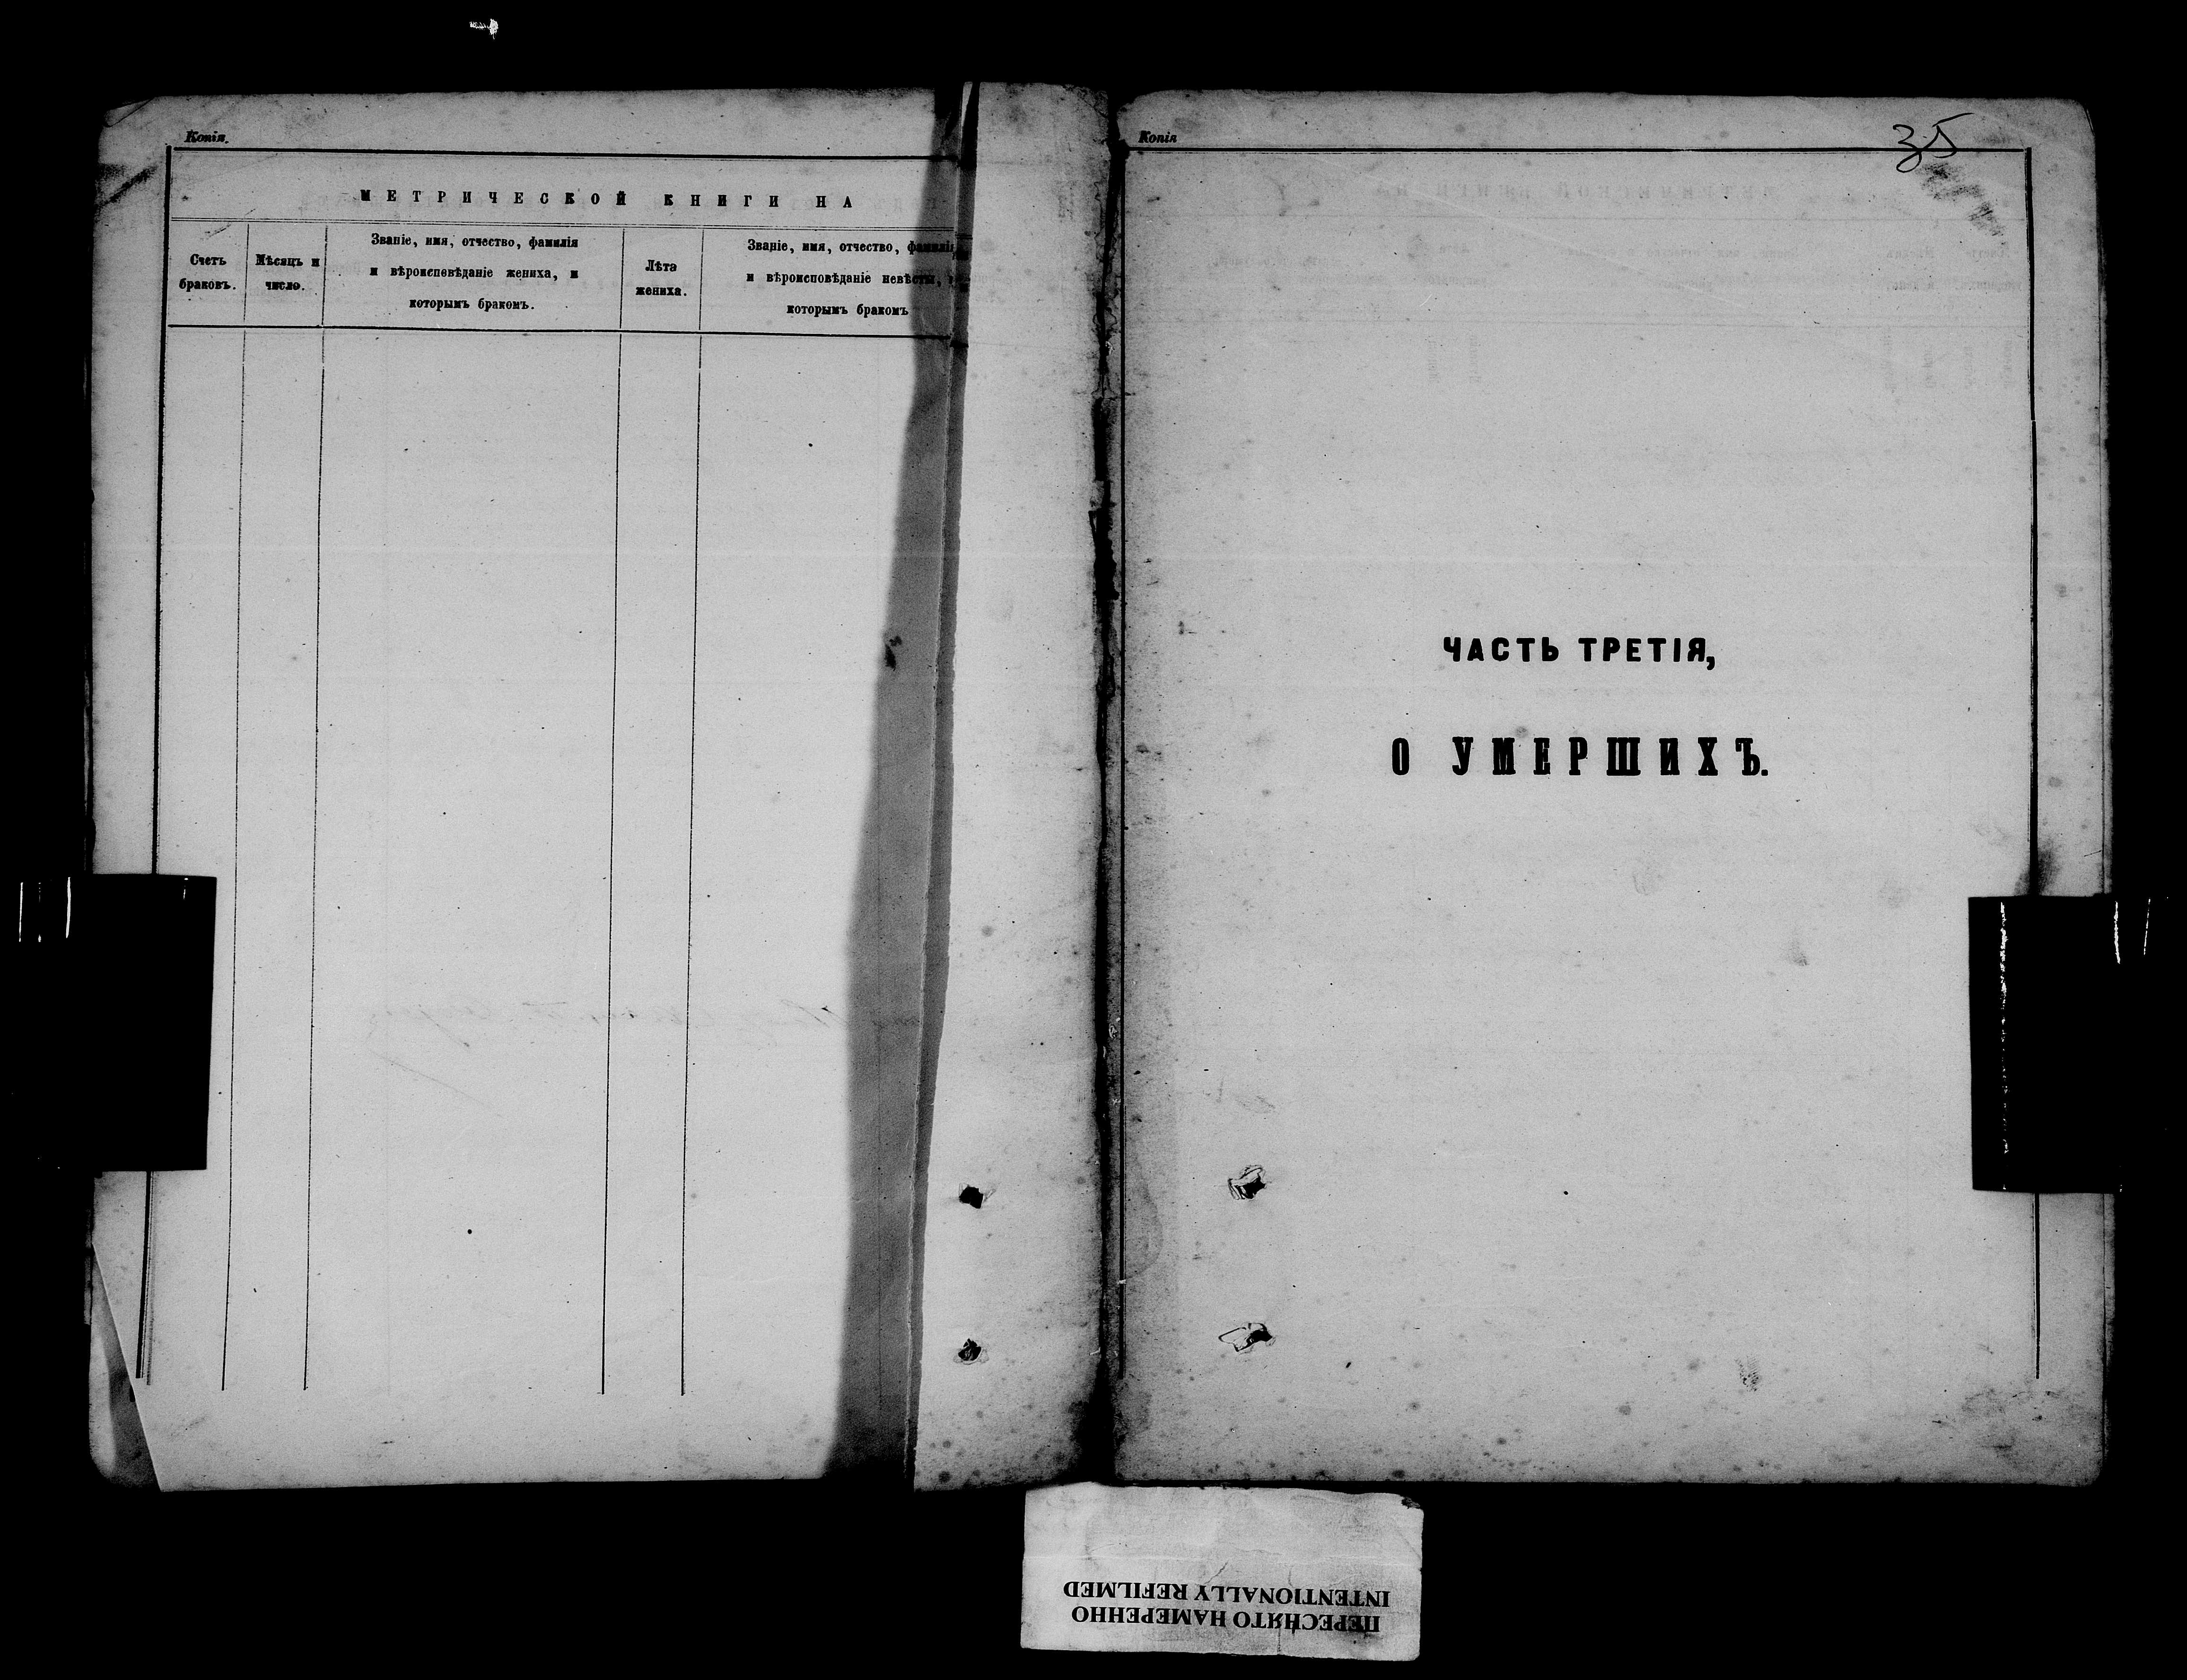 Копія.
МЕТРИЧЕСКОЙ КНИГИ НА
Счетъ
браковъ.
Мѣсяцъ и
число.
Званіе, имя, отчество, фамилія
и вѣроисповѣданіе жениха, и
которымъ бракомъ.
Лѣта
жениха.
Званіе, имя, отчество, фамилія
и вѣроисповѣданіе невѣсты,
которымъ бракомъ
Копія
35
ЧАСТЬ ТРЕТІЯ,
О УМЕРШИХЪ.
ПЕРЕСНЯТО НАМЕРЕННО
INTENTIONALLY REFILMED